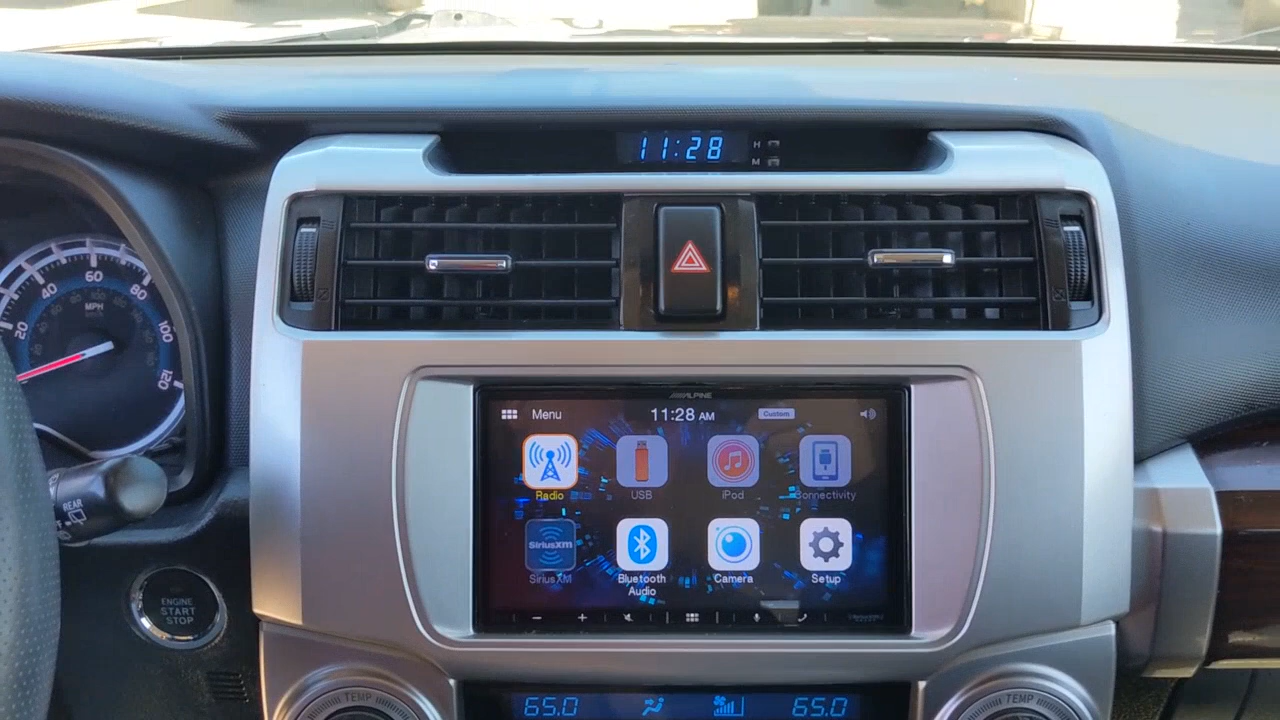 11:28
H
M
20 40 60 80 100 120
MPH
ALPINE
Menu 11:28 AM Custom
Radio USB iPod Connectivity
SiriusXM
SiriusXM Bluetooth Audio Camera Setup
REAR
ENGINE
START
STOP
TEMP
65.0 65.0
TEMP